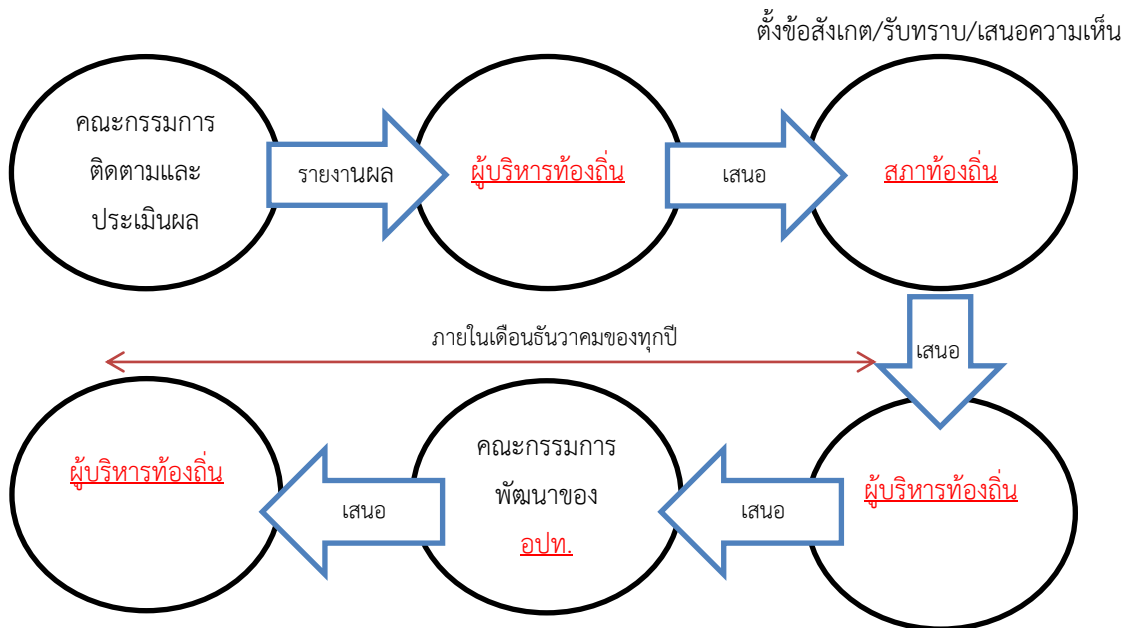 ตั้งข้อสังเกต/รับทราบ/เสนอความเห็น
คณะกรรมการ
ติดตามและ
ประเมินผล
รายงานผล
ผู้บริหารท้องถิ่น
เสนอ
สภาท้องถิ่น
เสนอ
ภายในเดือนธันวาคมของทุกปี
ผู้บริหารท้องถิ่น
เสนอ
คณะกรรมการ
พัฒนาของ
อปท.
เสนอ
ผู้บริหารท้องถิ่น